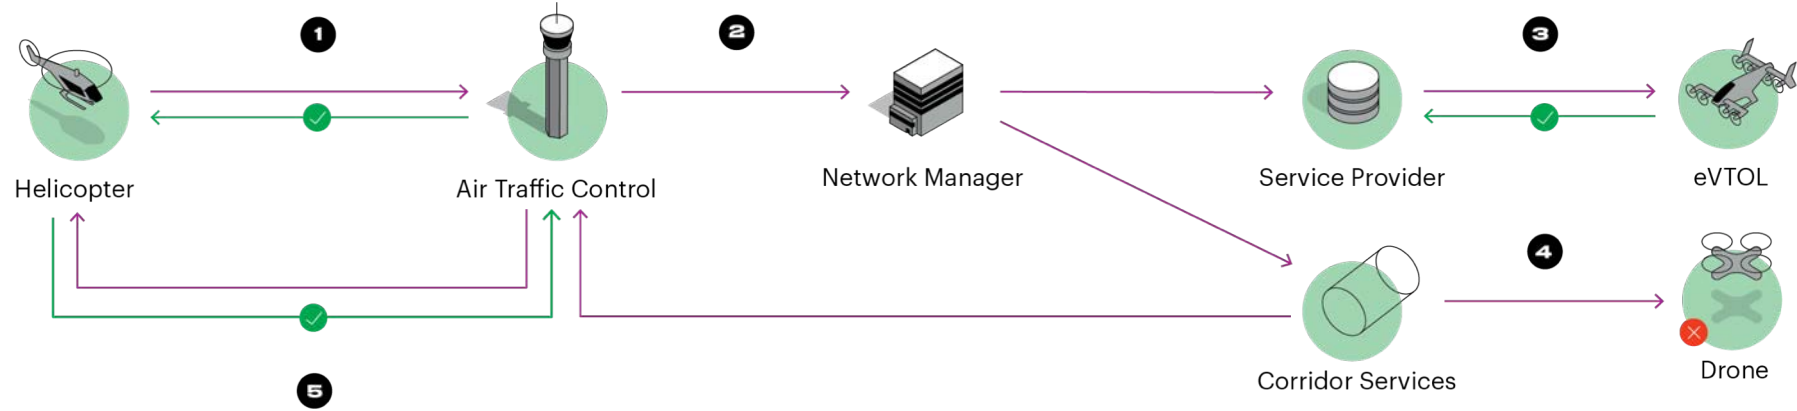 1
2
3
Helicopter
Air Traffic Control
Network Manager
Service Provider
eVTOL
4
5
Corridor Services
Drone